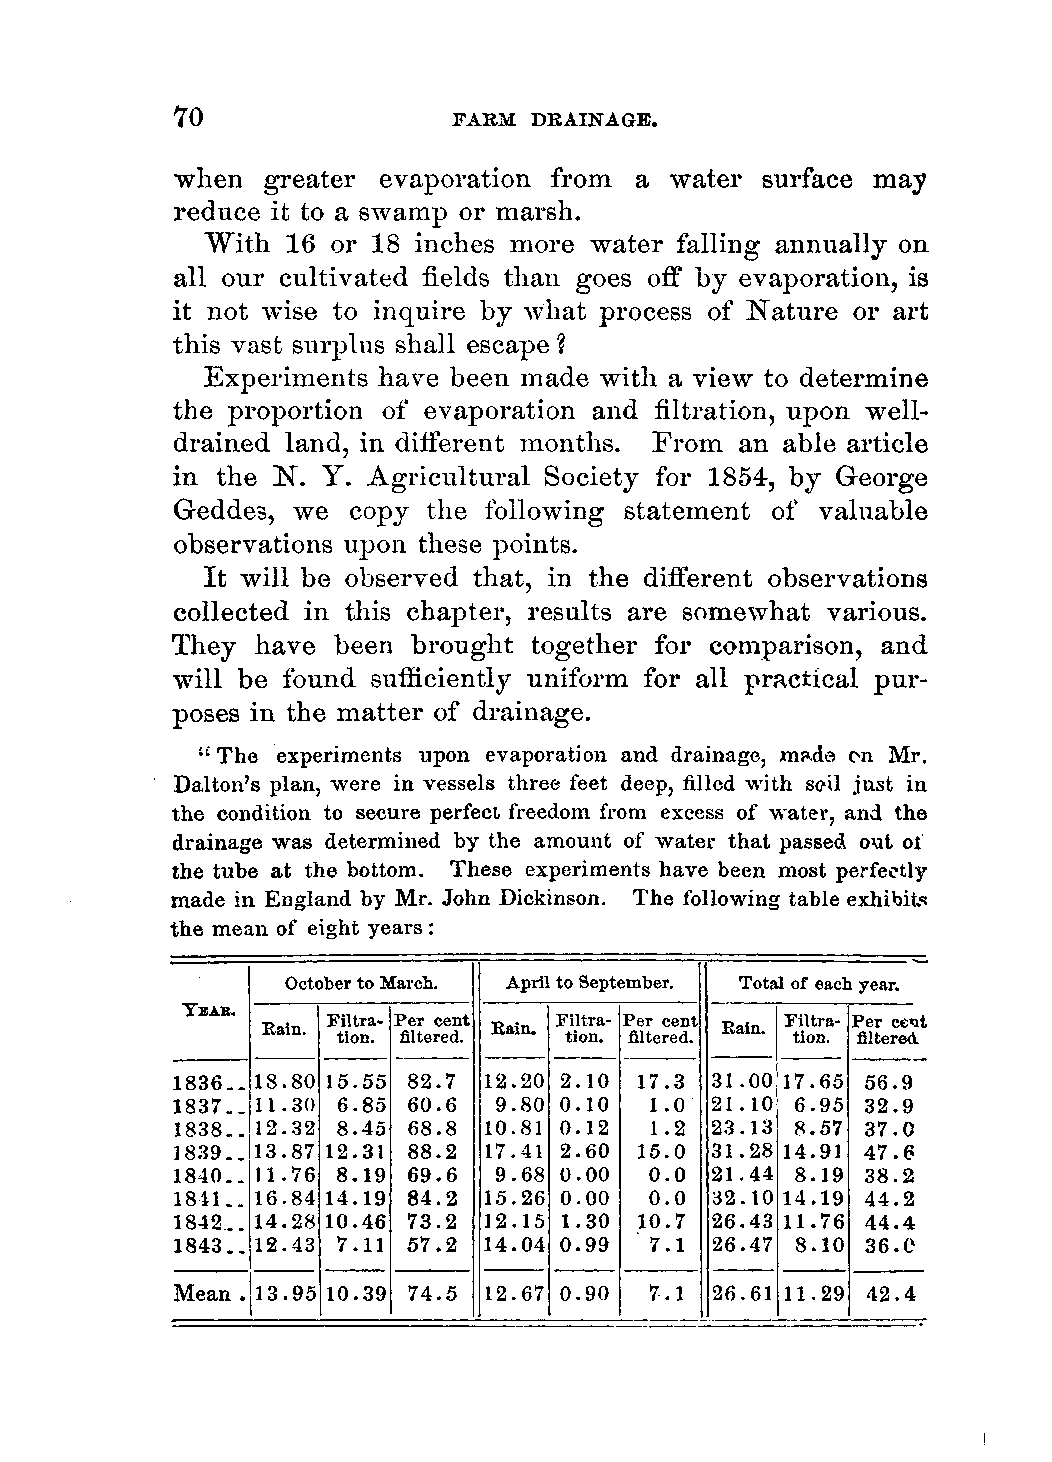 70 FARM DRAINAGE.
when greater evaporation from a water surface may
reduce it to a swamp or marsh.
With 16 or 18 inches more water falling annually on
all our cultivated fields than goes off by evaporation, is
it not wise to inquire by what process of Nature or art
this vast surplus shall escape?
Experiments have been made with a view to determine
the proportion of evaporation and filtration, upon well-
drained land, in different months. From an able article
in the N. Y. Agricultural Society for 1854, by George
Geddes, we copy the following statement of valuable
observations upon these points.
It will be observed that, in the different observations
collected in this chapter, results are somewhat various.
They have been brought together for comparison, and
will be found sufficiently uniform for all practical pur-
poses in the matter of drainage.
"The experiments upon evaporation and drainage, made on Mr.
Dalton's plan, were in vessels three feet deep, filled with soil just in
the condition to secure perfect freedom from excess of water, and the
drainage was determined by the amount of water that passed out of
the tube at the bottom. These experiments have been most perfectly
made in England by Mr. John Dickinson. The following table exhibits
the mean of eight years:
October to March. April to September. Total of each year.
YEAR.
Rain. Filtra- Per cent Rain. Filtra- Per cent Rain. Filtra- Per cent
tion. filtered. tion. filtered. tion. filtered
1836.. 18.80 15.55 82.7 12.20 2.10 17.3 31.00 17.65 56.9
1837.. 11.30 6.85 60.6 9.80 0.10 1.0 21.10 6.95 32.9
1838.. 12.32 8.45 68.8 10.81 0.12 1.2 23.13 8.57 37.0
1839.. 13.87 12.31 88.2 17.41 2.60 15.0 31.28 14.91 47.6
1840.. 11.76 8.19 69.6 9.68 0.00 0.0 21.44 8.19 38.2
1841.. 16.84 14.19 84.2 15.26 0.00 0.0 32.10 14.19 44.2
1842.. 14.28 10.46 73.2 12.15 1.30 10.7 26.43 11.76 44.4
1843.. 12.43 7.11 57.2 14.04 0.99 7.1 26.47 8.10 36.0
Mean . 13.95 10.39 74.5 12.67 0.90 7.1 26.61 11.29 42.4